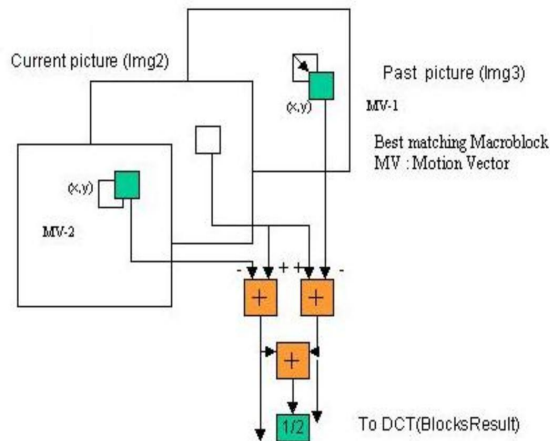 Current picture (Img2)
Past picture (Img3)
(x,y)
MV-1
Best matching Macroblock
MV : Motion Vector
(x,y)
MV-2
- + + -
+ +
+
1/2
To DCT(BlocksResult)